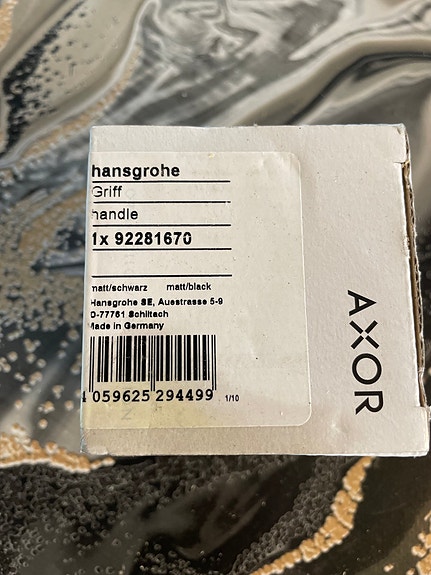 hansgrohe
Griff
handle
1x 92281670
matt/schwarz matt/black
Hansgrohe SE, Auestrasse 5-9
D-77761 Schiltach
Made in Germany
4 059625 294499 1/10
AXOR